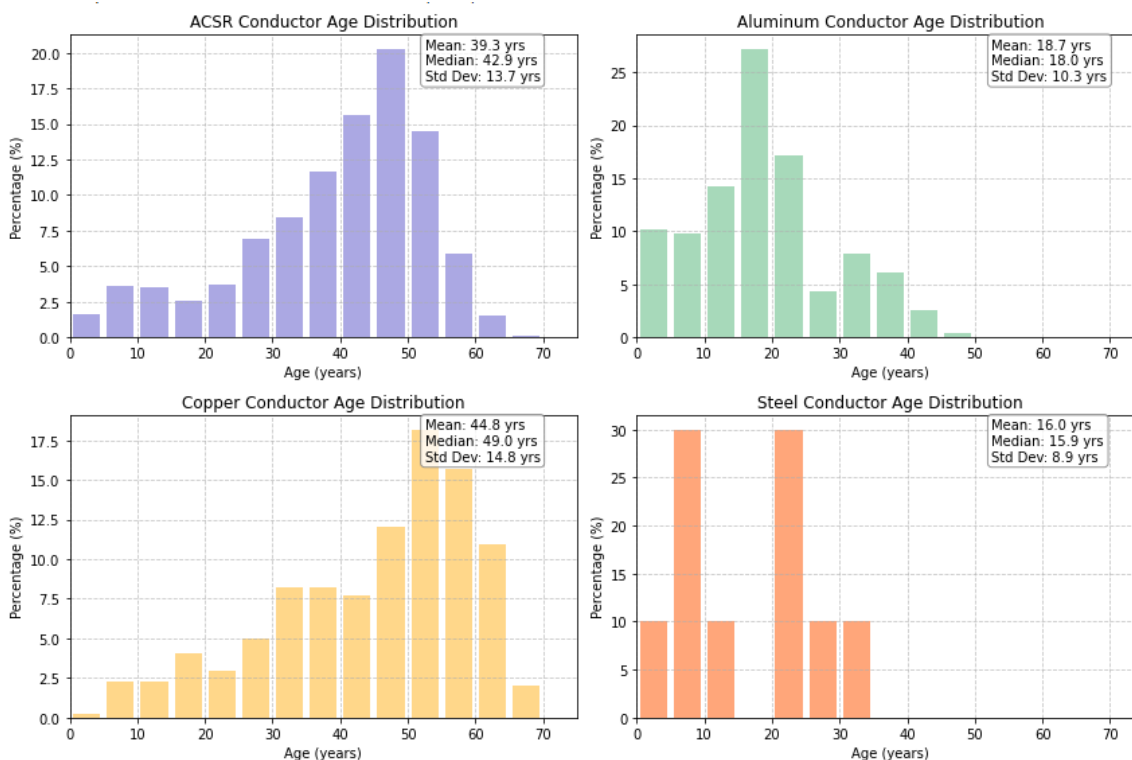 ACSR Conductor Age Distribution
Mean: 39.3 yrs
Median: 42.9 yrs
Std Dev: 13.7 yrs
20.0
17.5
15.0
12.5
10.0
7.5
5.0
2.5
0.0
Percentage (%)
0 10 20 30 40 50 60 70
Age (years)
Aluminum Conductor Age Distribution
Mean: 18.7 yrs
Median: 18.0 yrs
Std Dev: 10.3 yrs
25
20
15
10
5
0
Percentage (%)
0 10 20 30 40 50 60 70
Age (years)
Copper Conductor Age Distribution
Mean: 44.8 yrs
Median: 49.0 yrs
Std Dev: 14.8 yrs
17.5
15.0
12.5
10.0
7.5
5.0
2.5
0.0
Percentage (%)
0 10 20 30 40 50 60 70
Age (years)
Steel Conductor Age Distribution
Mean: 16.0 yrs
Median: 15.9 yrs
Std Dev: 8.9 yrs
30
25
20
15
10
5
0
Percentage (%)
0 10 20 30 40 50 60 70
Age (years)